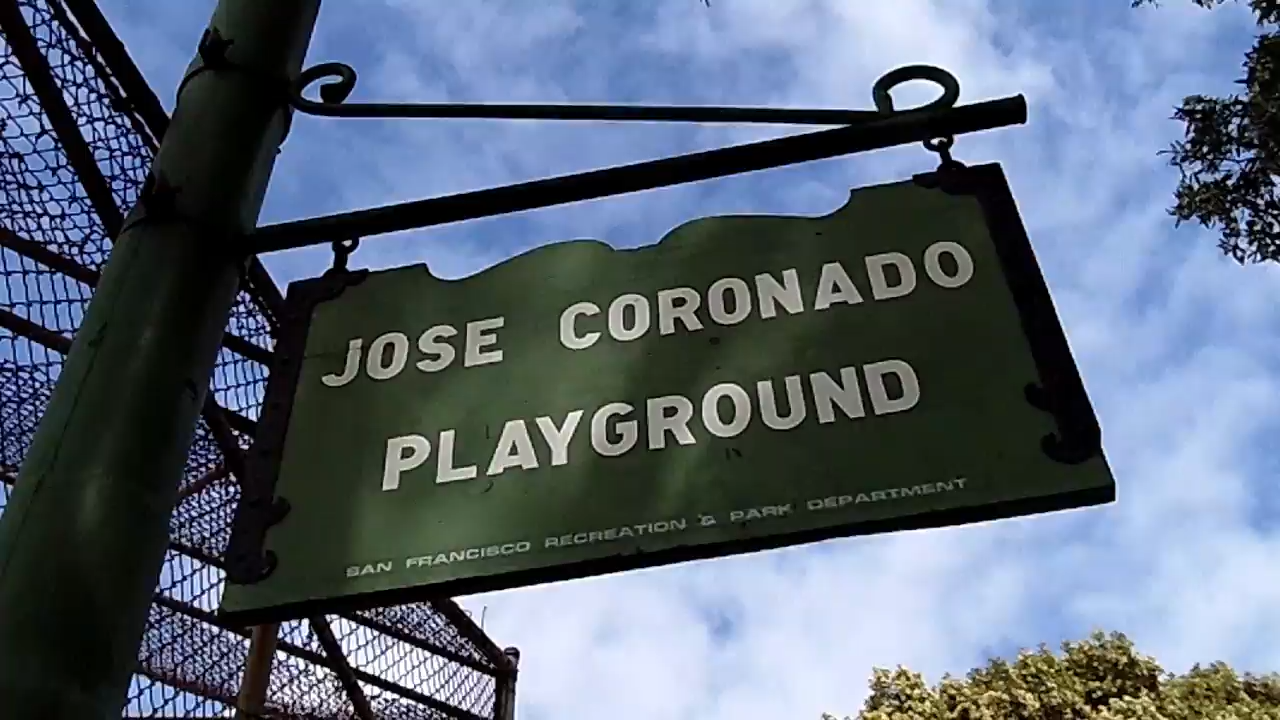 JOSE CORONADO
PLAYGROUND
SAN FRANCISCO RECREATION & PARK DEPARTMENT